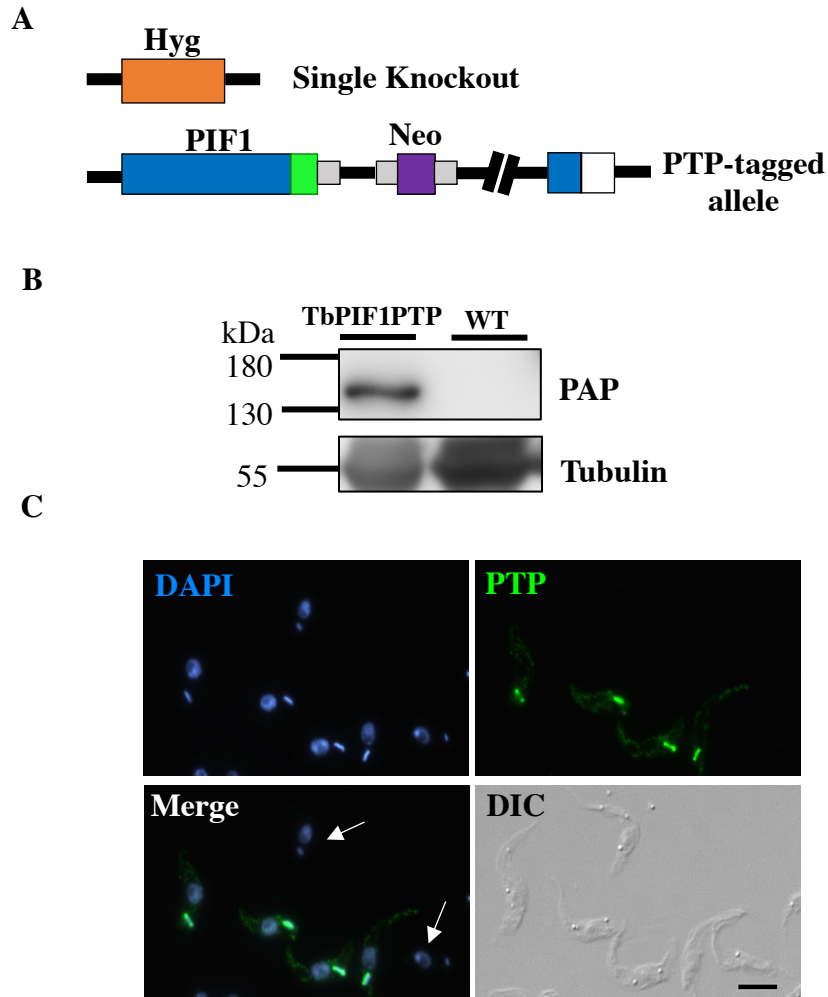 A
Hyg
Single Knockout
PIF1
Neo
PTP-tagged
allele
B
TbPIF1PTP
WT
kDa
180
130
PAP
55
Tubulin
C
DAPI
PTP
Merge
DIC